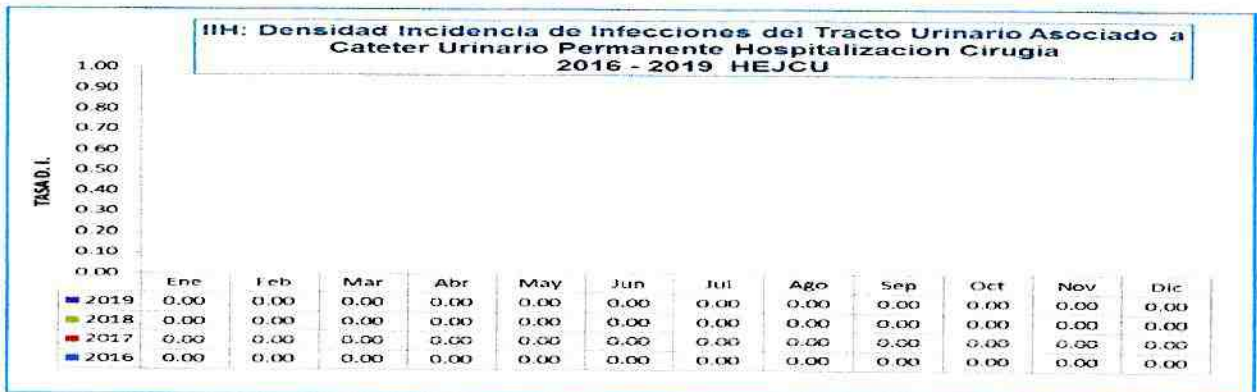 IIH: Densidad Incidencia de Infecciones del Tracto Urinario Asociado a
Cateter Urinario Permanente Hospitalizacion Cirugia
2016 - 2019 HEJCU
TASA D. I.
1.00
0.90
0.80
0.70
0.60
0.50
0.40
0.30
0.20
0.10
0.00
Ene Feb Mar Abr May Jun Jul Ago Sep Oct Nov Dic
2019 0.00 0.00 0.00 0.00 0.00 0.00 0.00 0.00 0.00 0.00 0.00 0.00
2018 0.00 0.00 0.00 0.00 0.00 0.00 0.00 0.00 0.00 0.00 0.00 0.00
2017 0.00 0.00 0.00 0.00 0.00 0.00 0.00 0.00 0.00 0.00 0.00 0.00
2016 0.00 0.00 0.00 0.00 0.00 0.00 0.00 0.00 0.00 0.00 0.00 0.00